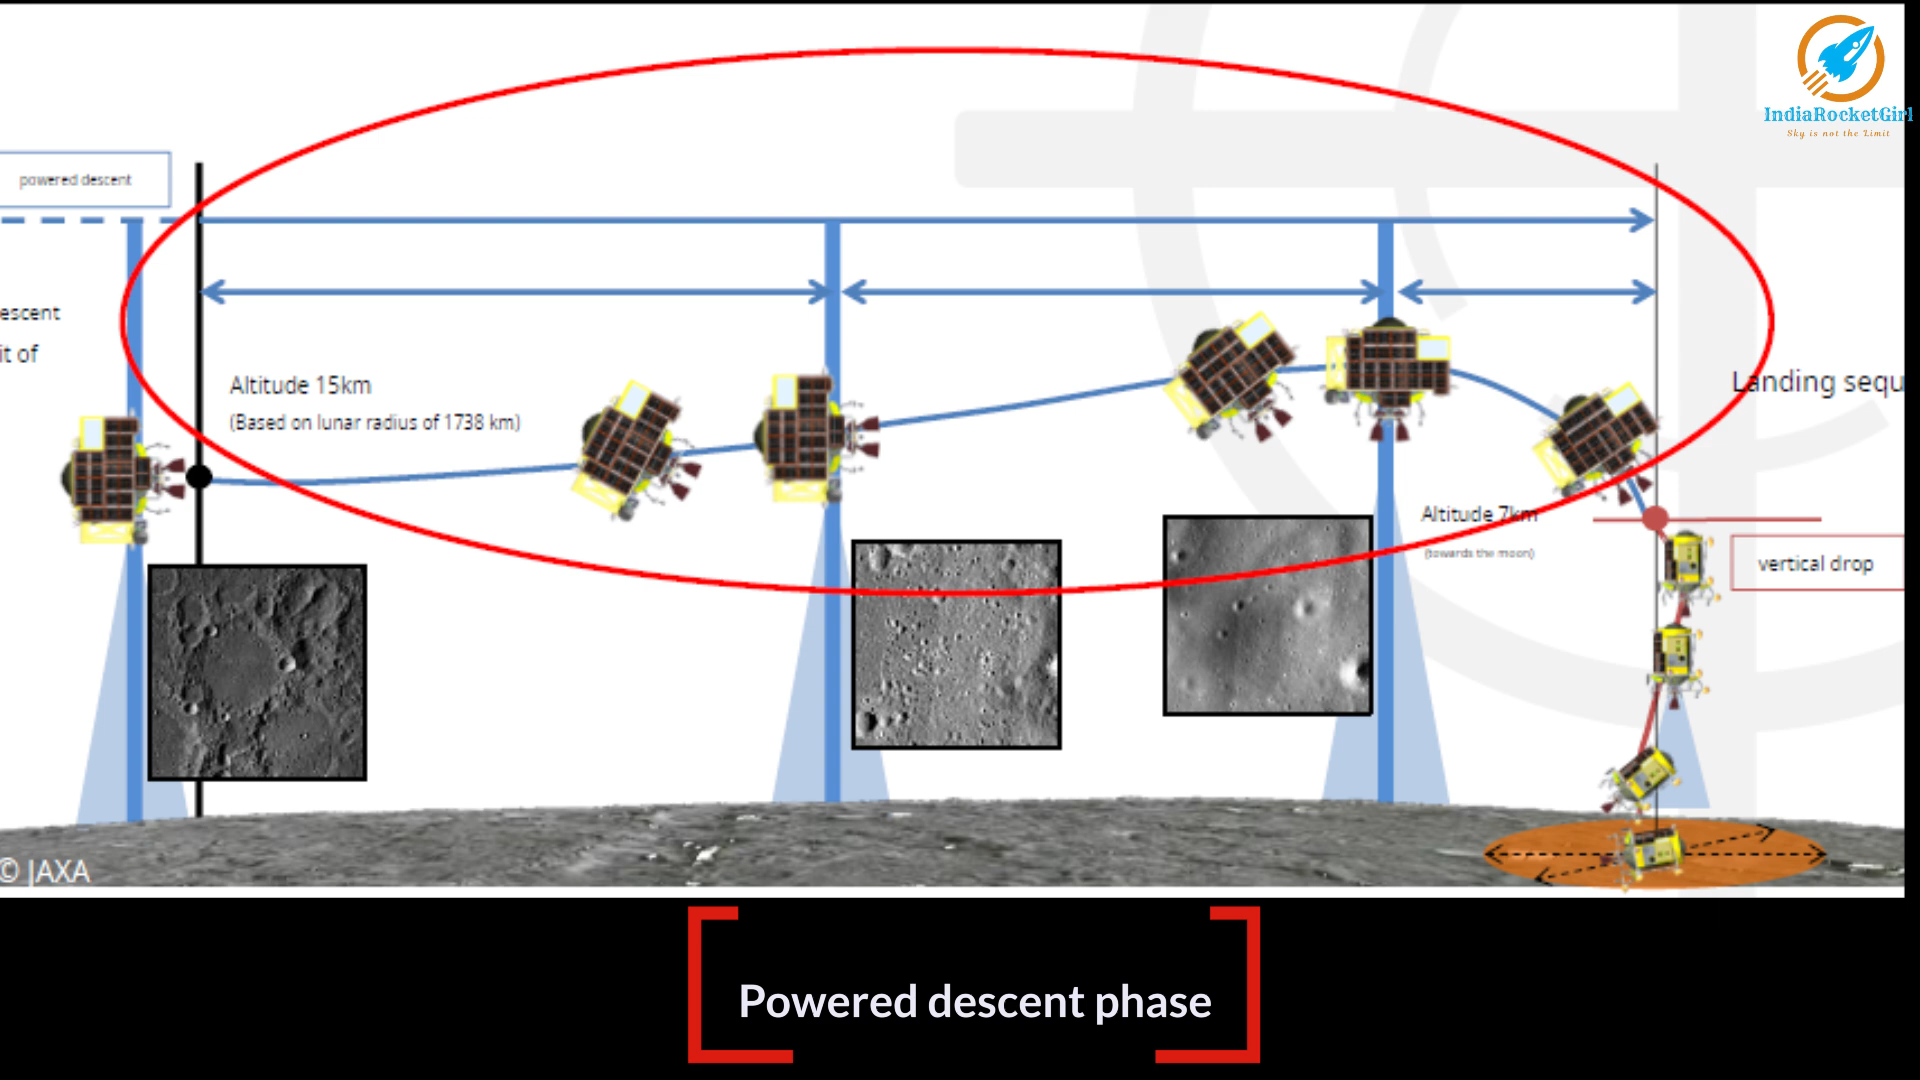 IndiaRocketGirl
Sky is not the Limit
powered descent
escent
it of
Altitude 15km
(Based on lunar radius of 1738 km)
Landing sequ
Altitude 7km
(towards the moon)
vertical drop
© JAXA
Powered descent phase